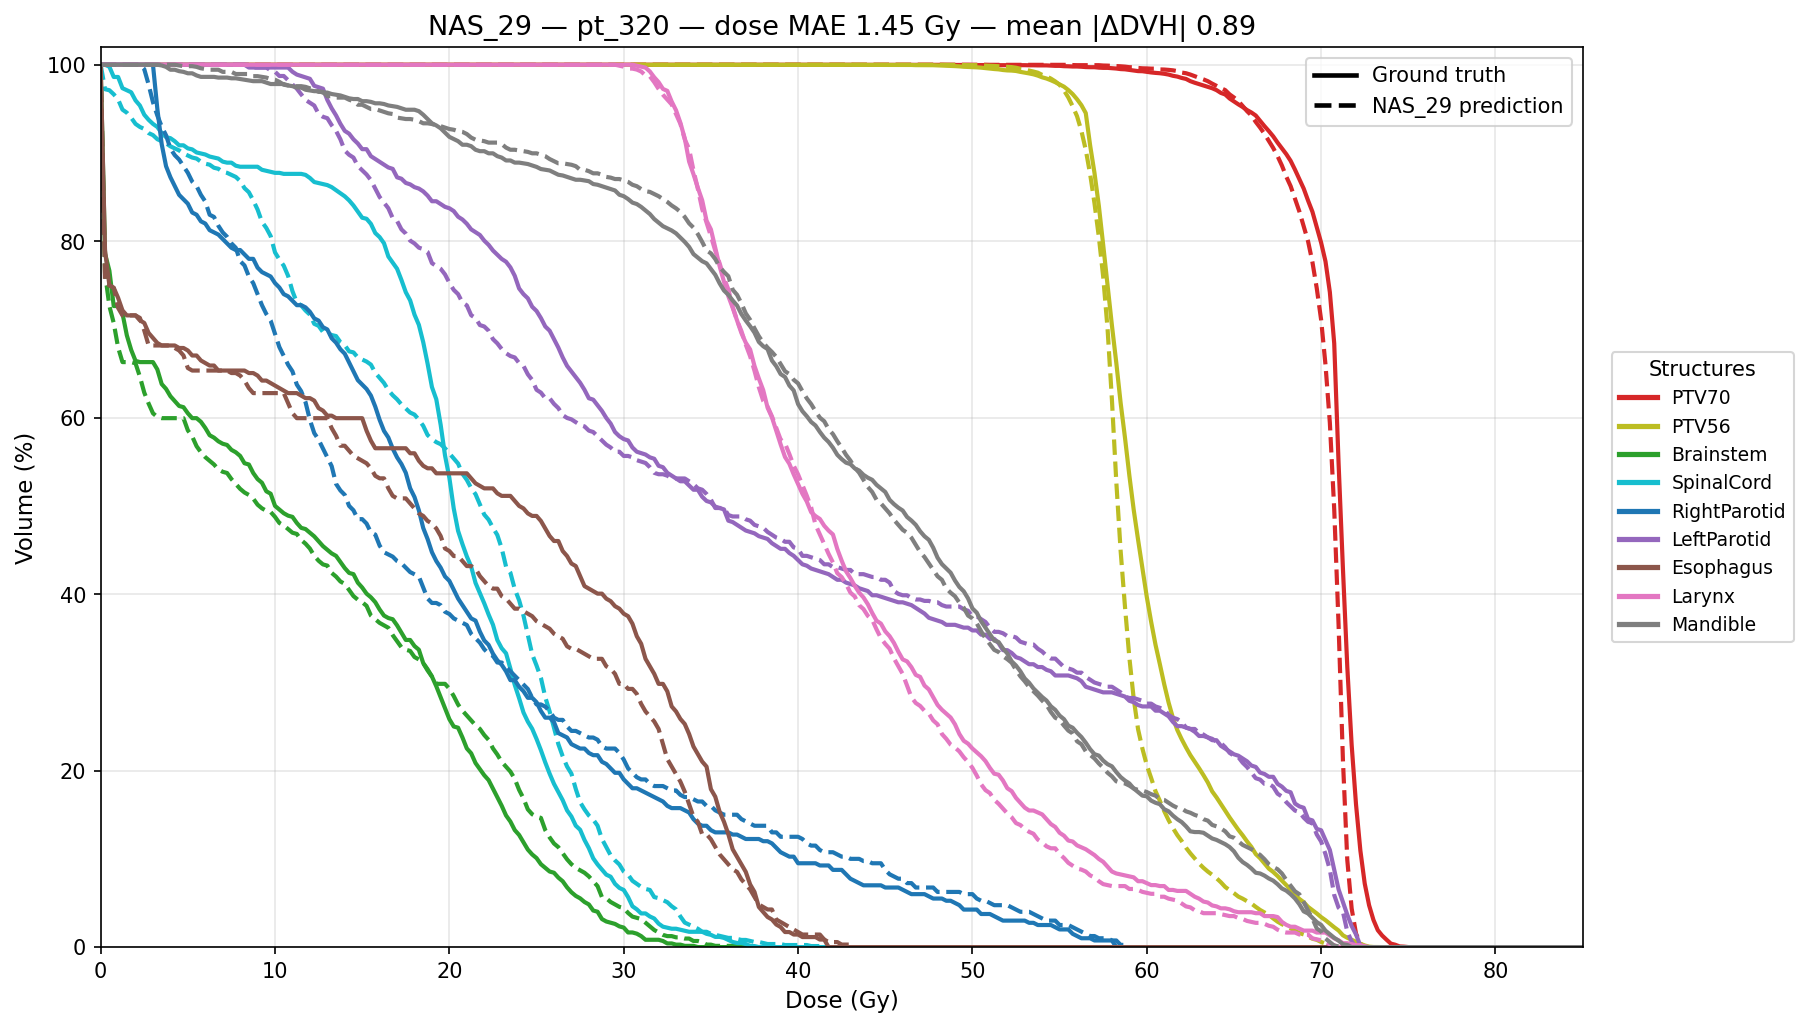 NAS_29 — pt_320 — dose MAE 1.45 Gy — mean |ΔDVH| 0.89
Volume (%)
100
80
60
40
20
0
0 10 20 30 40 50 60 70 80
Dose (Gy)
Ground truth
NAS_29 prediction
Structures
PTV70
PTV56
Brainstem
SpinalCord
RightParotid
LeftParotid
Esophagus
Larynx
Mandible